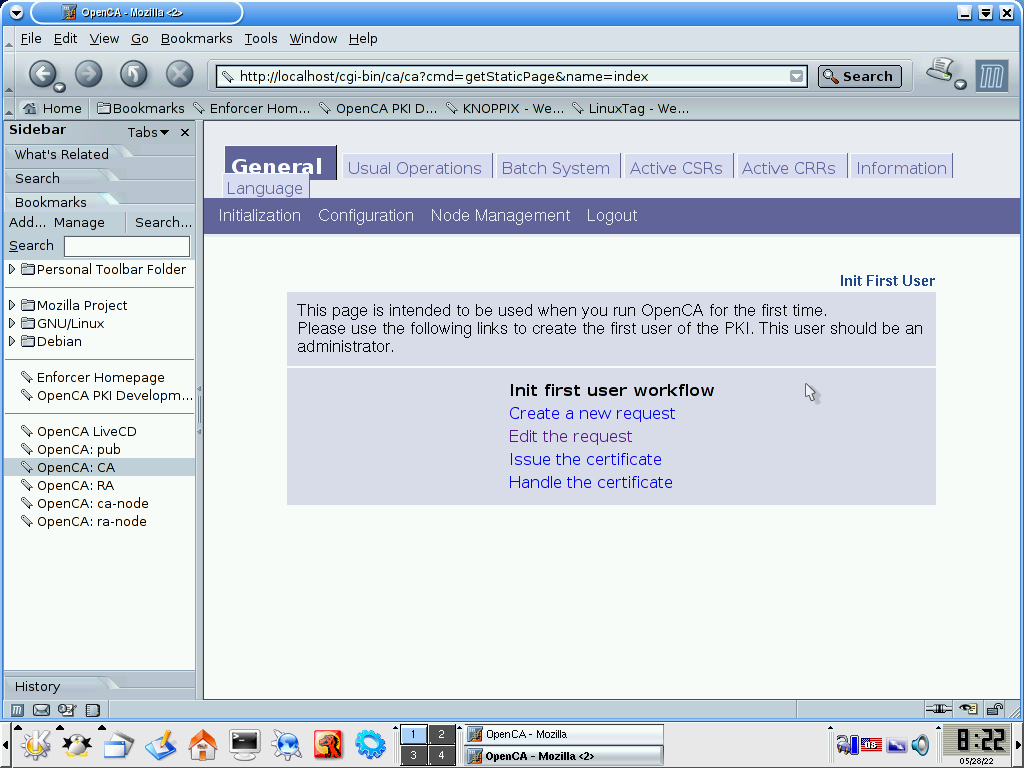 OpenCA - Mozilla <2>
File Edit View Go Bookmarks Tools Window Help
http://localhost/cgi-bin/ca/ca?cmd=getStaticPage&name=index Search
Home Bookmarks Enforcer Hom... OpenCA PKI D... KNOPPIX - We... LinuxTag - We...
Sidebar Tabs
What's Related
Search
Bookmarks
Add... Manage Search...
Search
Personal Toolbar Folder
Mozilla Project
GNU/Linux
Debian
Enforcer Homepage
OpenCA PKI Developm...
OpenCA LiveCD
OpenCA: pub
OpenCA: CA
OpenCA: RA
OpenCA: ca-node
OpenCA: ra-node
History
General Usual Operations Batch System Active CSRs Active CRRs Information
Language
Initialization Configuration Node Management Logout
Init First User
This page is intended to be used when you run OpenCA for the first time.
Please use the following links to create the first user of the PKI. This user should be an
administrator.
Init first user workflow
Create a new request
Edit the request
Issue the certificate
Handle the certificate
1 2
3 4
OpenCA - Mozilla
OpenCA - Mozilla <2>
8:22
05/28/22